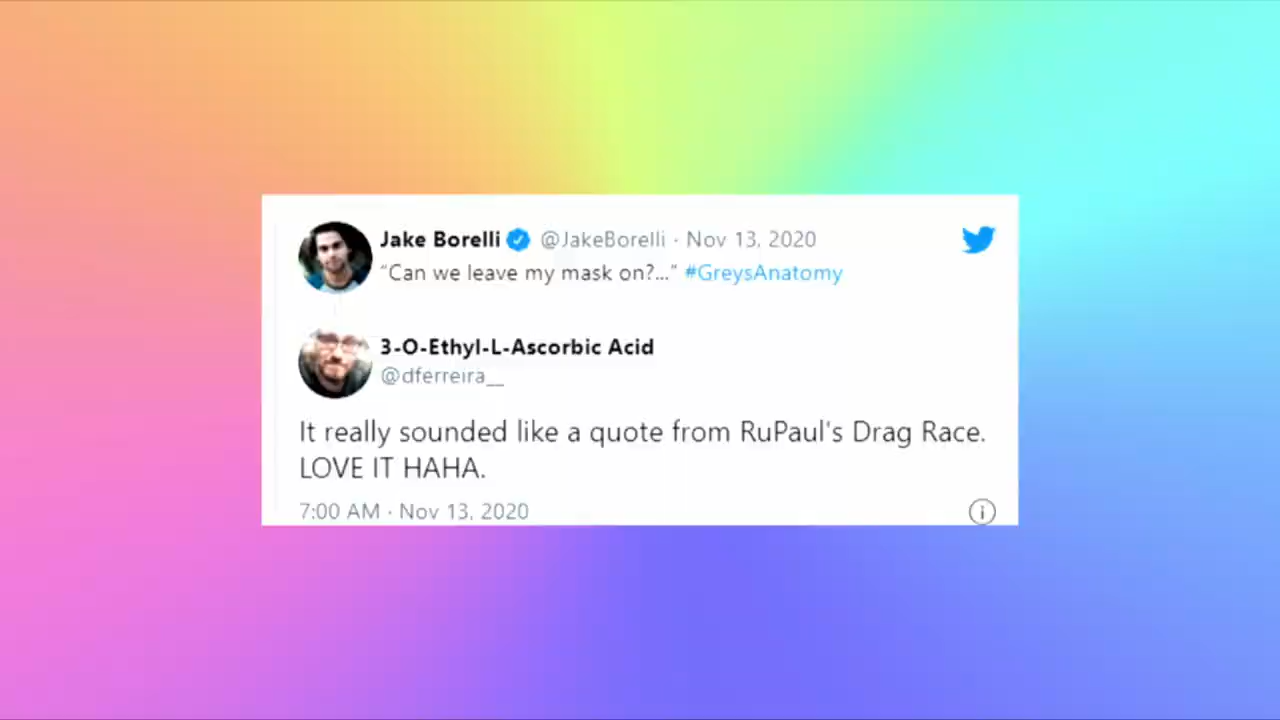 Jake Borelli @JakeBorelli · Nov 13, 2020
“Can we leave my mask on?...” #GreysAnatomy
3-O-Ethyl-L-Ascorbic Acid
@dferreira__
It really sounded like a quote from RuPaul's Drag Race.
LOVE IT HAHA.
7:00 AM · Nov 13, 2020